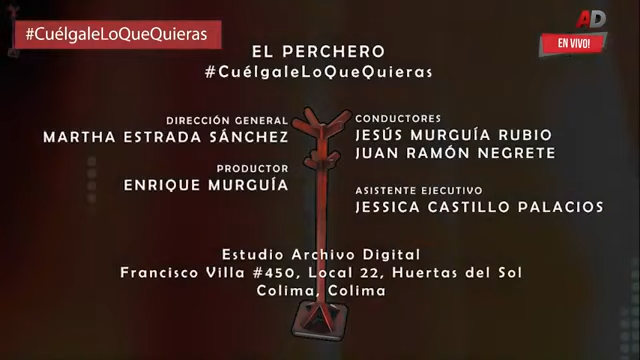 #CuélgaleLoQueQuieras
AD
EN VIVO!
EL PERCHERO
#CuélgaleLoQueQuieras
DIRECCIÓN GENERAL
MARTHA ESTRADA SÁNCHEZ
PRODUCTOR
ENRIQUE MURGUÍA
CONDUCTORES
JESÚS MURGUÍA RUBIO
JUAN RAMÓN NEGRETE
ASISTENTE EJECUTIVO
JESSICA CASTILLO PALACIOS
Estudio Archivo Digital
Francisco Villa #450, Local 22, Huertas del Sol
Colima, Colima